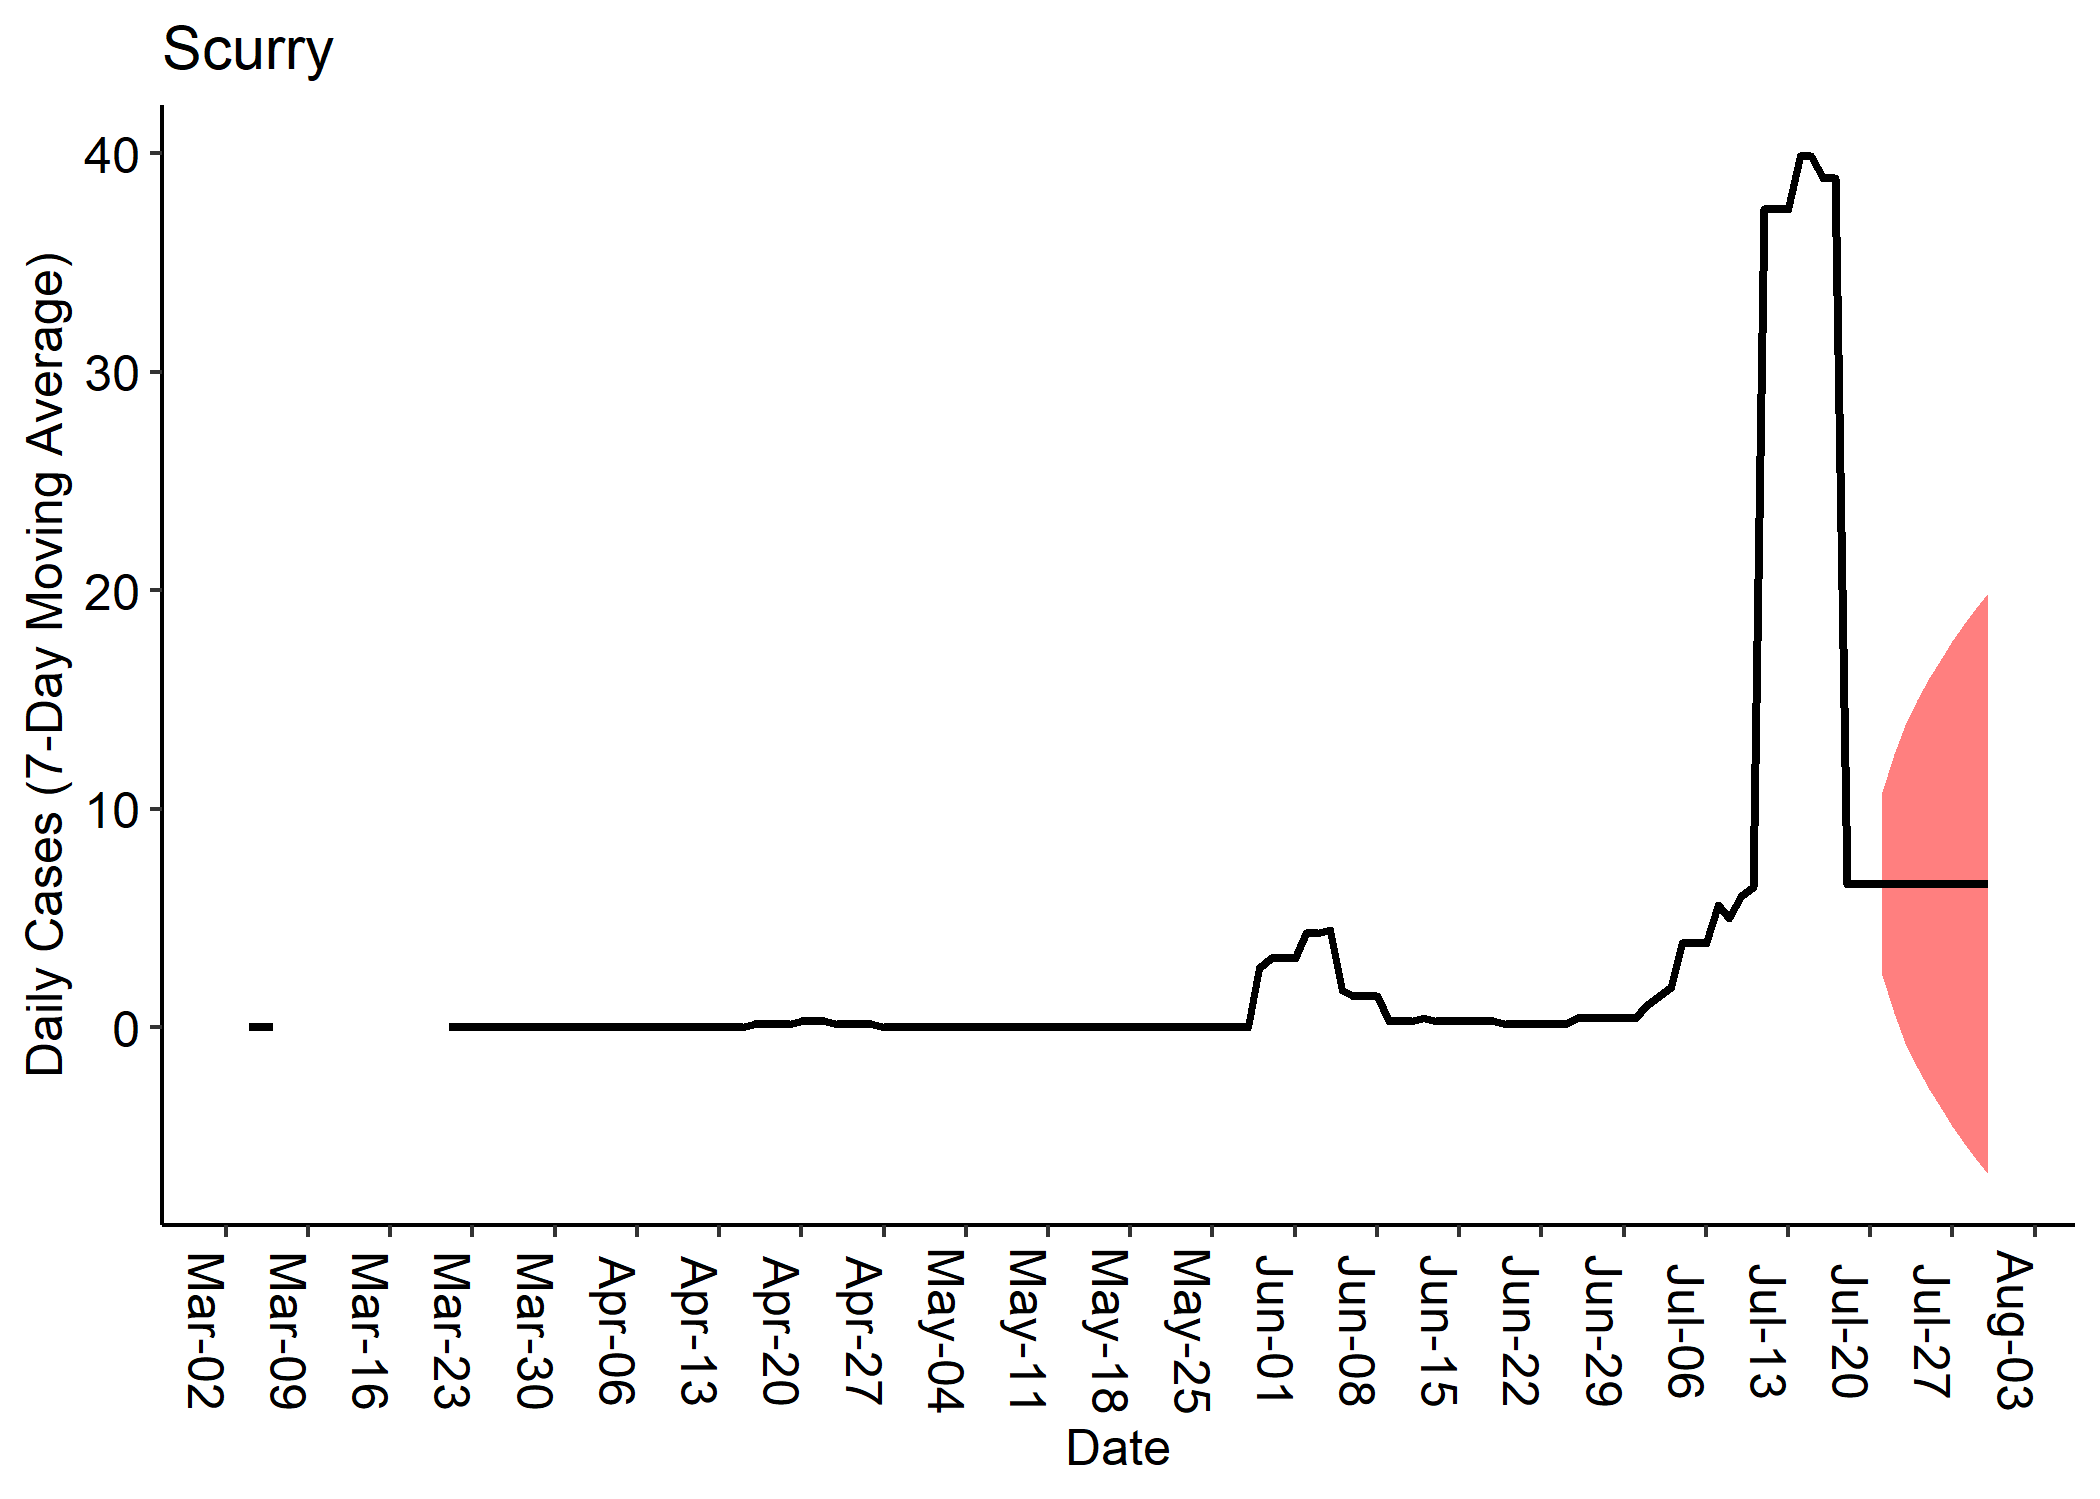 Scurry
Daily Cases (7-Day Moving Average)
40
30
20
10
0
Mar-02
Mar-09
Mar-16
Mar-23
Mar-30
Apr-06
Apr-13
Apr-20
Apr-27
May-04
May-11
May-18
May-25
Jun-01
Jun-08
Jun-15
Jun-22
Jun-29
Jul-06
Jul-13
Jul-20
Jul-27
Aug-03
Date